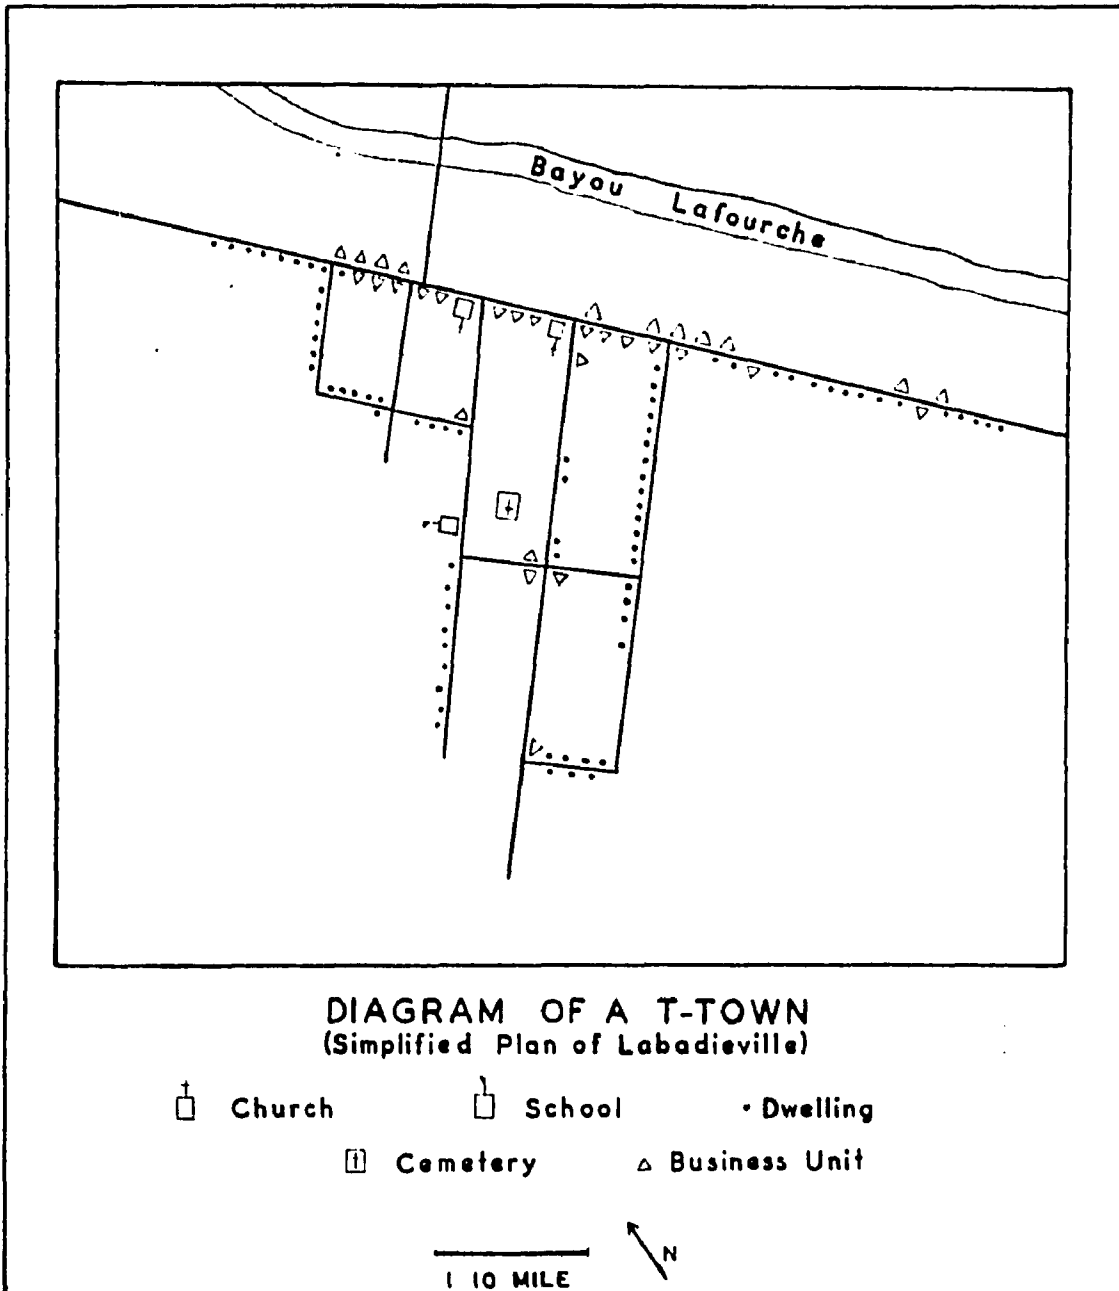 Bayou Lafourche
DIAGRAM OF A T-TOWN
(Simplified Plan of Labadieville)
Church School Dwelling
Cemetery Business Unit
N
1 10 MILE